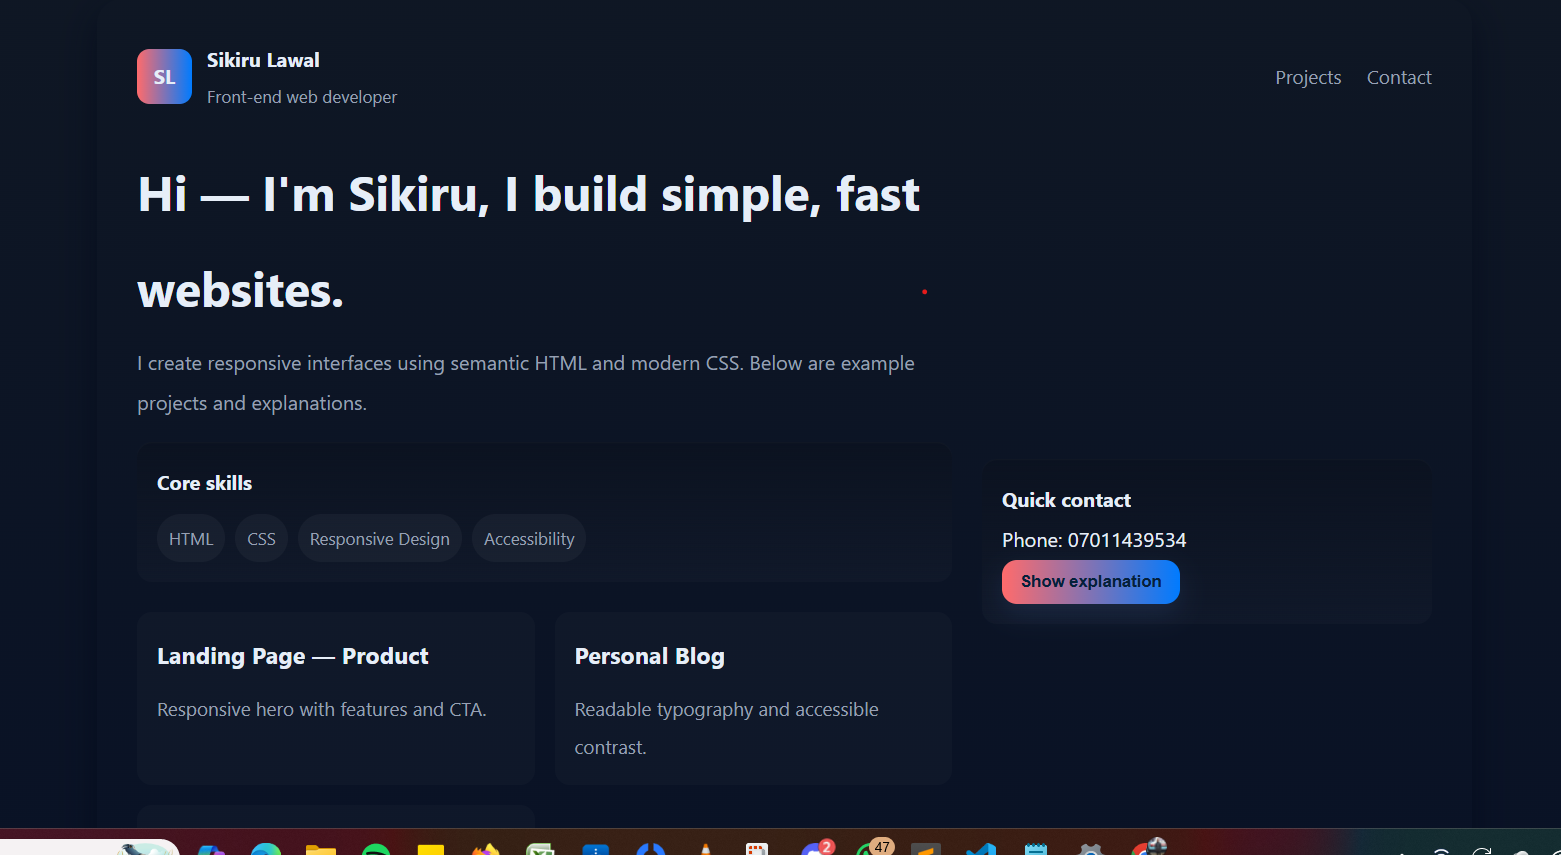 SL
Sikiru Lawal
Front-end web developer
Projects
Contact
Hi — I'm Sikiru, I build simple, fast
websites.
I create responsive interfaces using semantic HTML and modern CSS. Below are example
projects and explanations.
Core skills
HTML
CSS
Responsive Design
Accessibility
Quick contact
Phone: 07011439534
Show explanation
Landing Page — Product
Responsive hero with features and CTA.
Personal Blog
Readable typography and accessible
contrast.
2
47